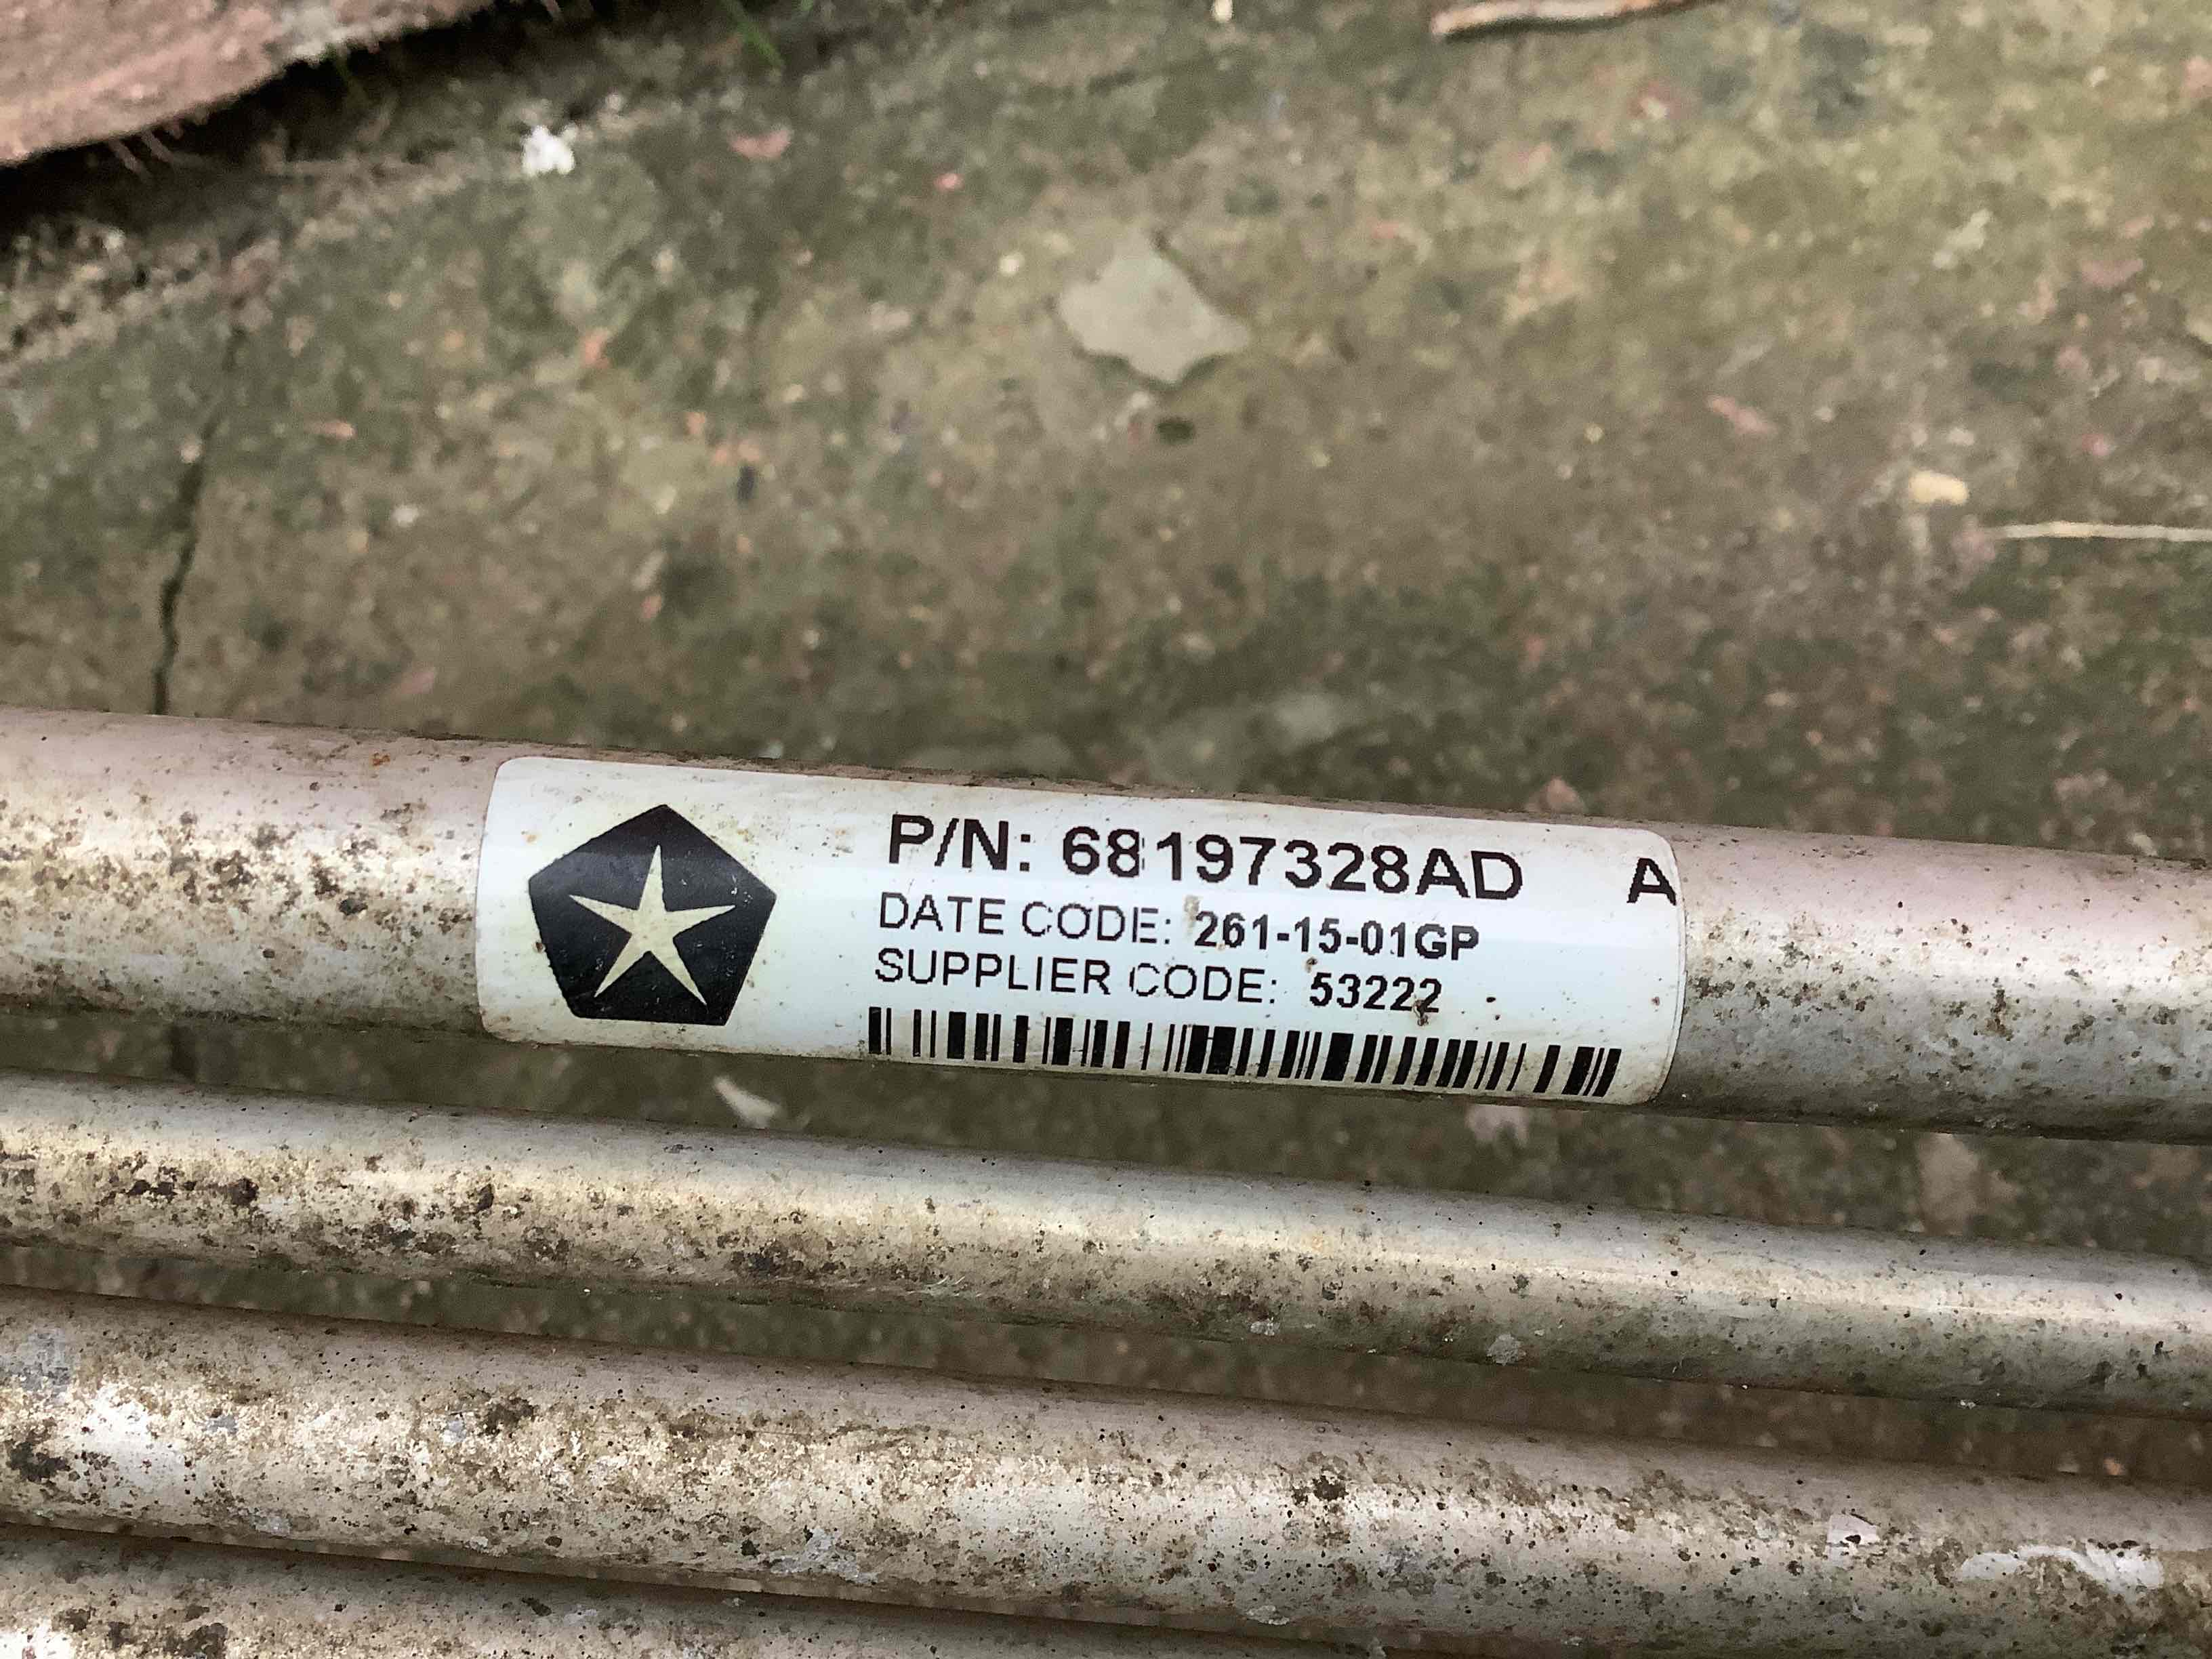 P/N: 68197328AD A
DATE CODE: 261-15-01GP
SUPPLIER CODE: 53222